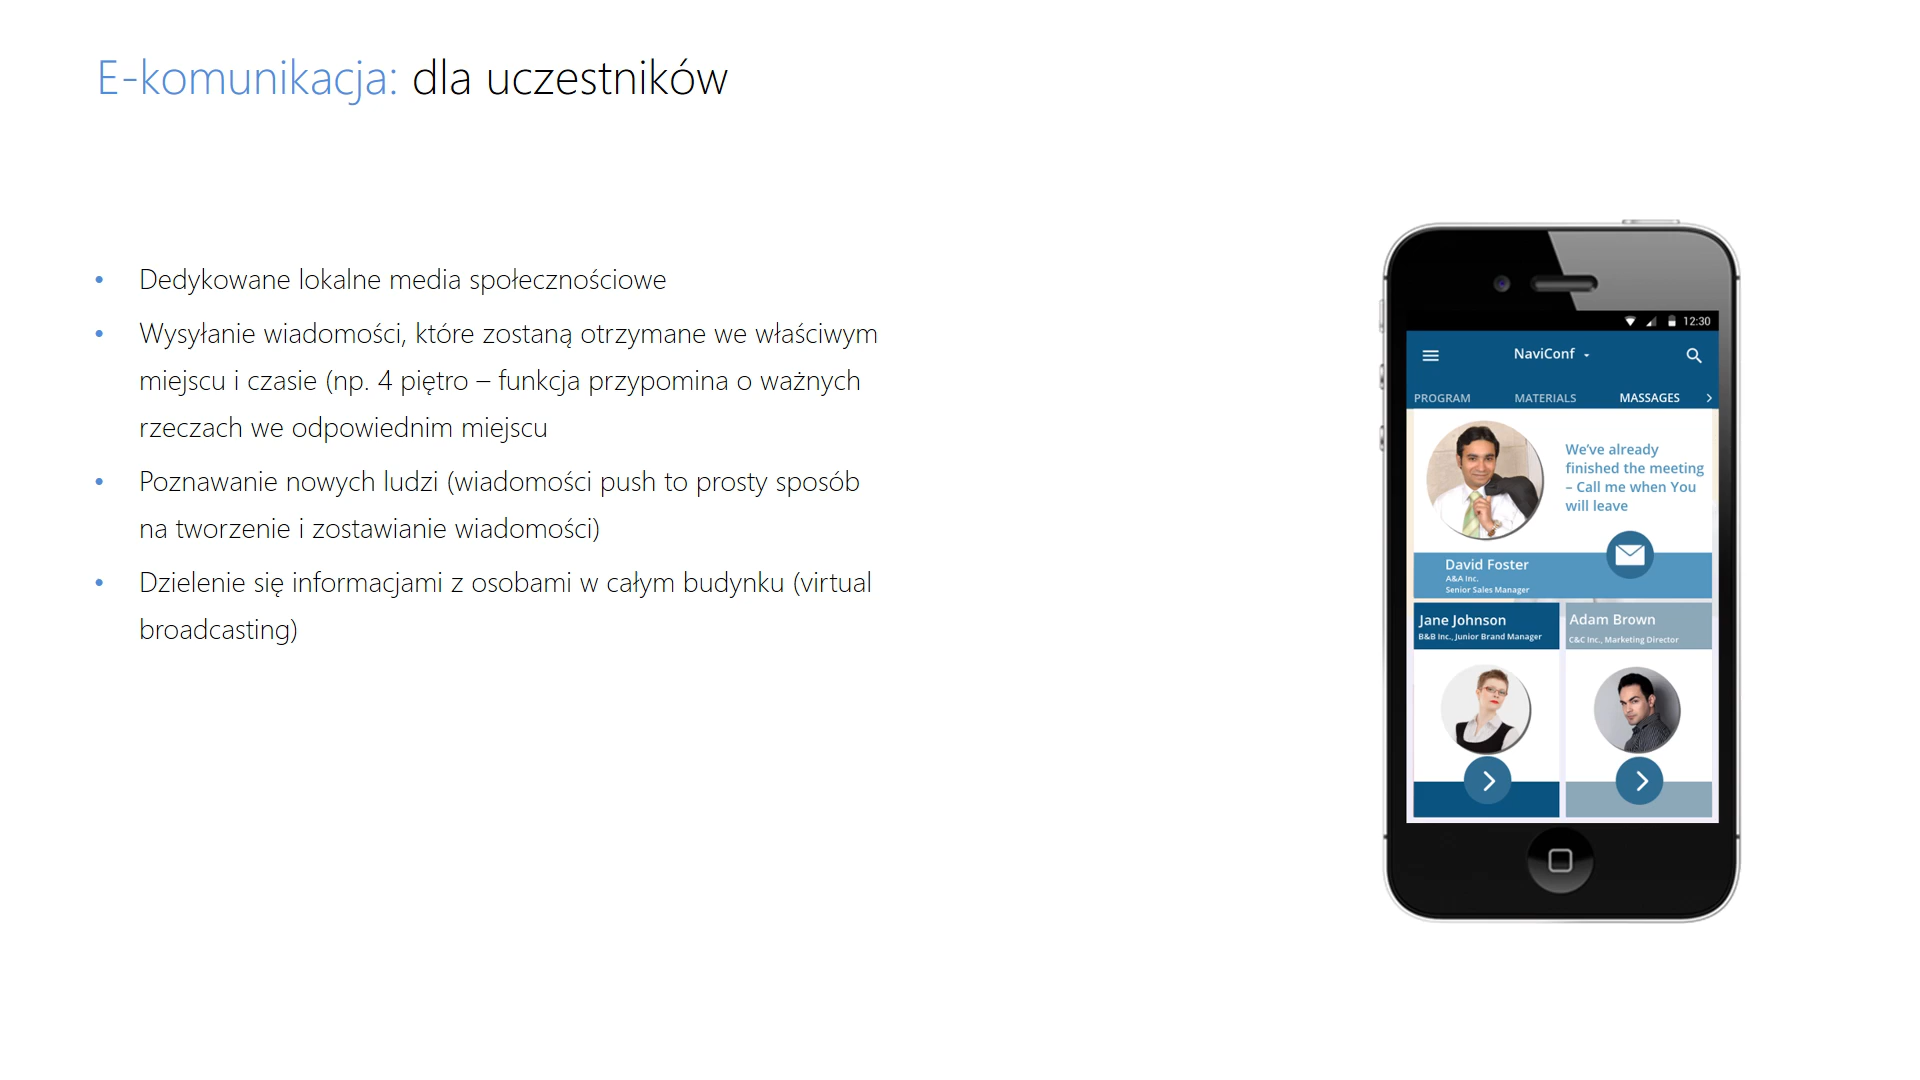 E-komunikacja: dla uczestników
• Dedykowane lokalne media społecznościowe
• Wysyłanie wiadomości, które zostaną otrzymane we właściwym
miejscu i czasie (np. 4 piętro – funkcja przypomina o ważnych
rzeczach we odpowiednim miejscu
• Poznawanie nowych ludzi (wiadomości push to prosty sposób
na tworzenie i zostawianie wiadomości)
• Dzielenie się informacjami z osobami w całym budynku (virtual
broadcasting)
12:30
NaviConf
PROGRAM MATERIALS MASSAGES
We've already
finished the meeting
– Call me when You
will leave
David Foster
A&A Inc.
Senior Sales Manager
Jane Johnson
B&B Inc., Junior Brand Manager
Adam Brown
C&C Inc., Marketing Director